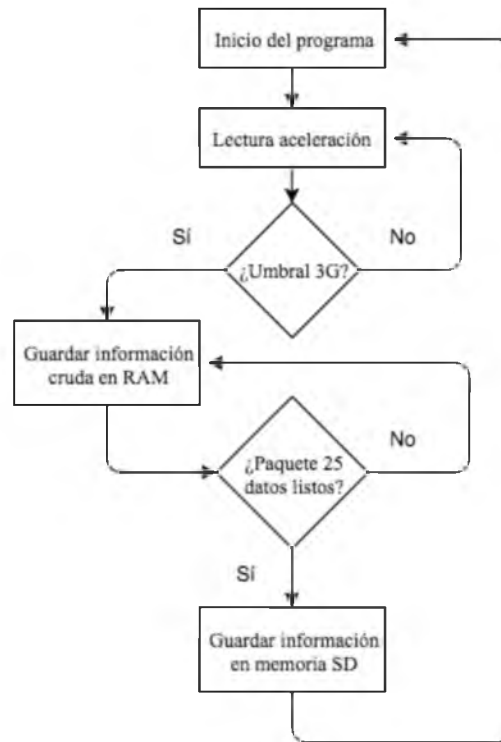 Inicio del programa
Lectura aceleración
Sí
No
¿Umbral 3G?
Guardar información
cruda en RAM
No
¿Paquete 25
datos listos?
Sí
Guardar información
en memoria SD